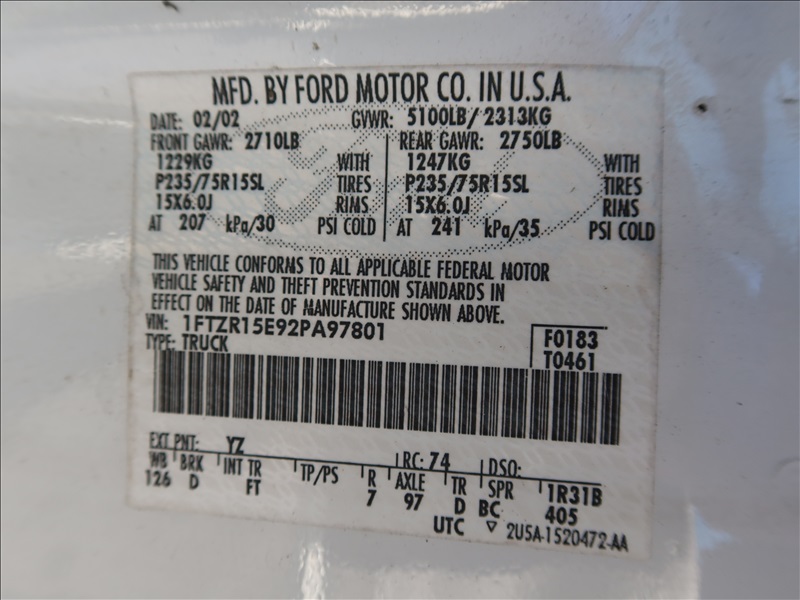 MFD. BY FORD MOTOR CO. IN U.S.A.
DATE: 02/02 GVWR: 5100LB/ 2313KG
FRONT GAWR: 2710LB REAR GAWR: 2750LB
1229KG WITH 1247KG WITH
P235/75R15SL TIRES P235/75R15SL TIRES
15X6.0J RIMS 15X6.0J RIMS
AT 207 kPa/30 PSI COLD AT 241 kPa/35 PSI COLD
THIS VEHICLE CONFORMS TO ALL APPLICABLE FEDERAL MOTOR
VEHICLE SAFETY AND THEFT PREVENTION STANDARDS IN
EFFECT ON THE DATE OF MANUFACTURE SHOWN ABOVE.
VIN: 1FTZR15E92PA97801 F0183
TYPE: TRUCK T0461
EXT PNT: YZ RC: 74 DSO:
WB BRK INT TR TP/PS R AXLE TR SPR 1R31B
126 D FT 7 97 D BC 405
UTC ▽ 2U5A-1520472-AA